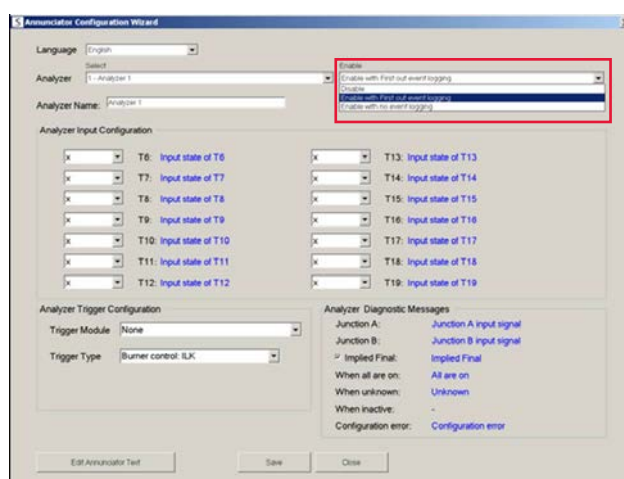 Annunciator Configuration Wizard
Language English
Select
Enable
Analyzer 1 - Analyzer 1
Enable with First out event logging
Disable
Enable with First out event logging
Enable with no event logging
Analyzer Name: Analyzer 1
Analyzer Input Configuration
x T6: Input state of T6
x T13: Input state of T13
x T7: Input state of T7
x T14: Input state of T14
x T8: Input state of T8
x T15: Input state of T15
x T9: Input state of T9
x T16: Input state of T16
x T10: Input state of T10
x T17: Input state of T17
x T11: Input state of T11
x T18: Input state of T18
x T12: Input state of T12
x T19: Input state of T19
Analyzer Trigger Configuration
Trigger Module None
Trigger Type Burner control: ILK
Analyzer Diagnostic Messages
Junction A: Junction A input signal
Junction B: Junction B input signal
Implied Final: Implied Final
When all are on: All are on
When unknown: Unknown
When inactive: -
Configuration error: Configuration error
Edit Annunciator Text
Save
Close